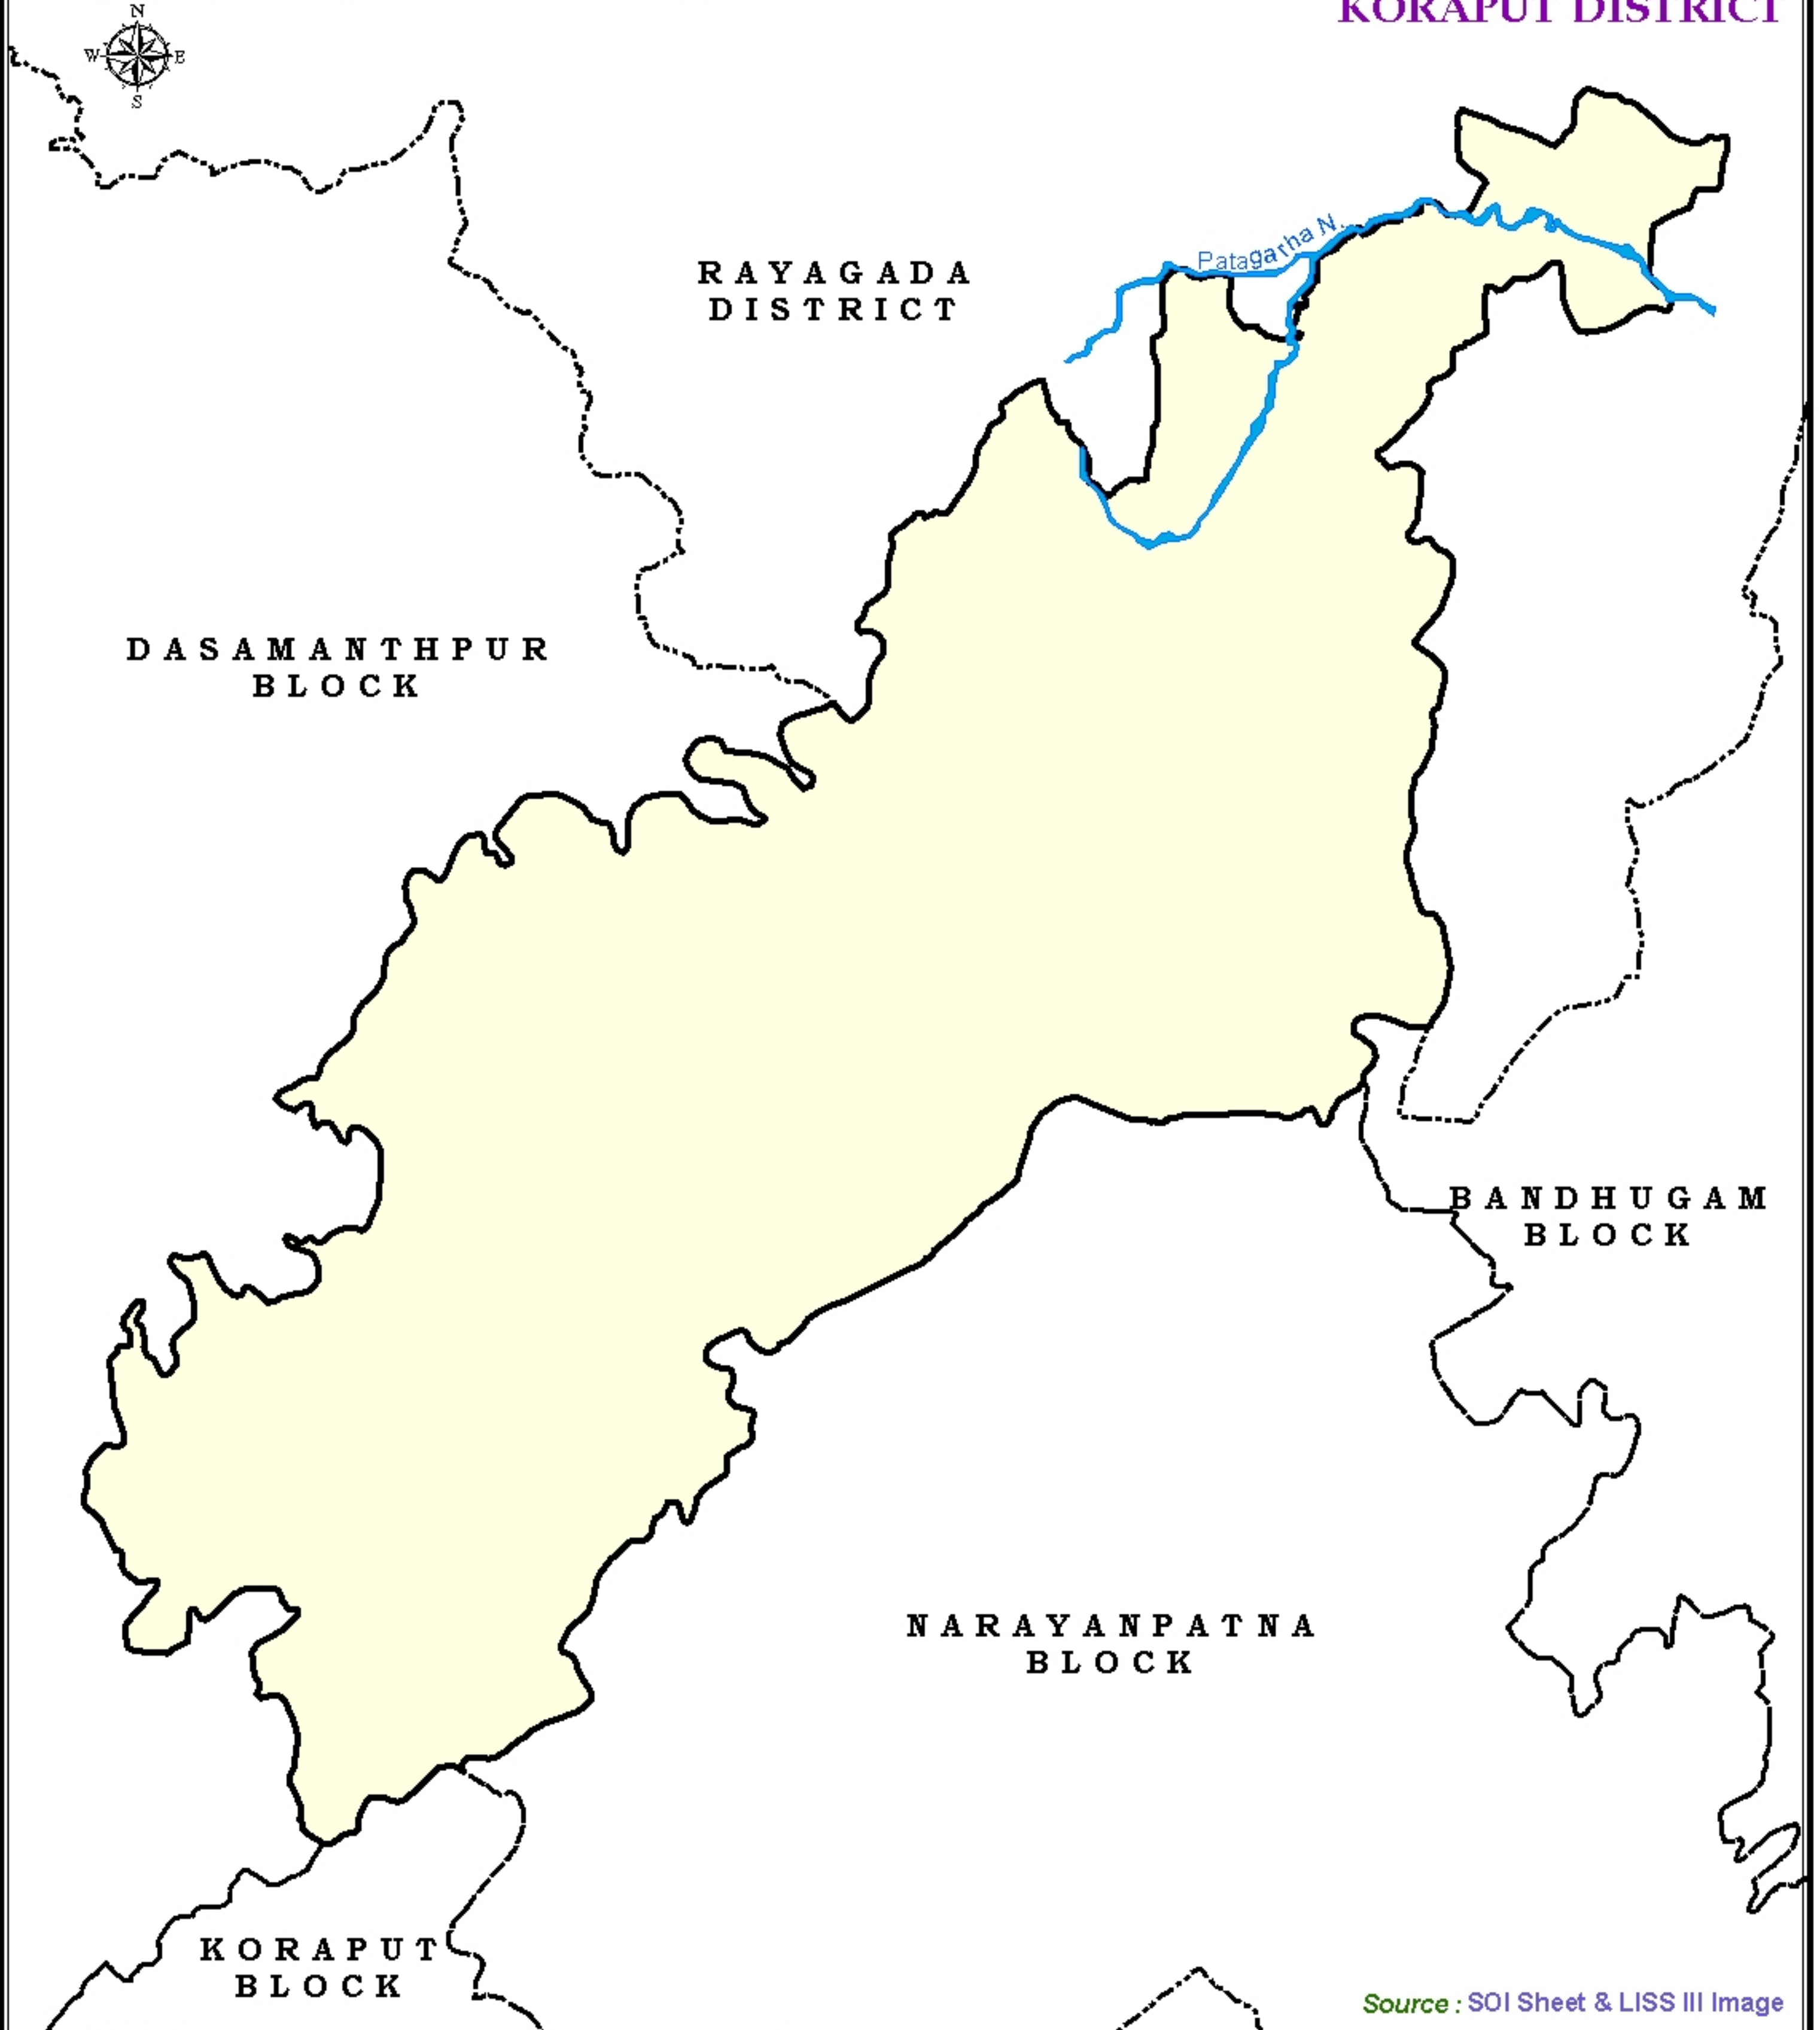 KORAPUT DISTRICT
N
W E
S
Patagarha N.
RAYAGADA
DISTRICT
DASAMANTHPUR
BLOCK
BANDHUGAM
BLOCK
NARAYANPATNA
BLOCK
KORAPUT
BLOCK
Source : SOI Sheet & LISS III Image